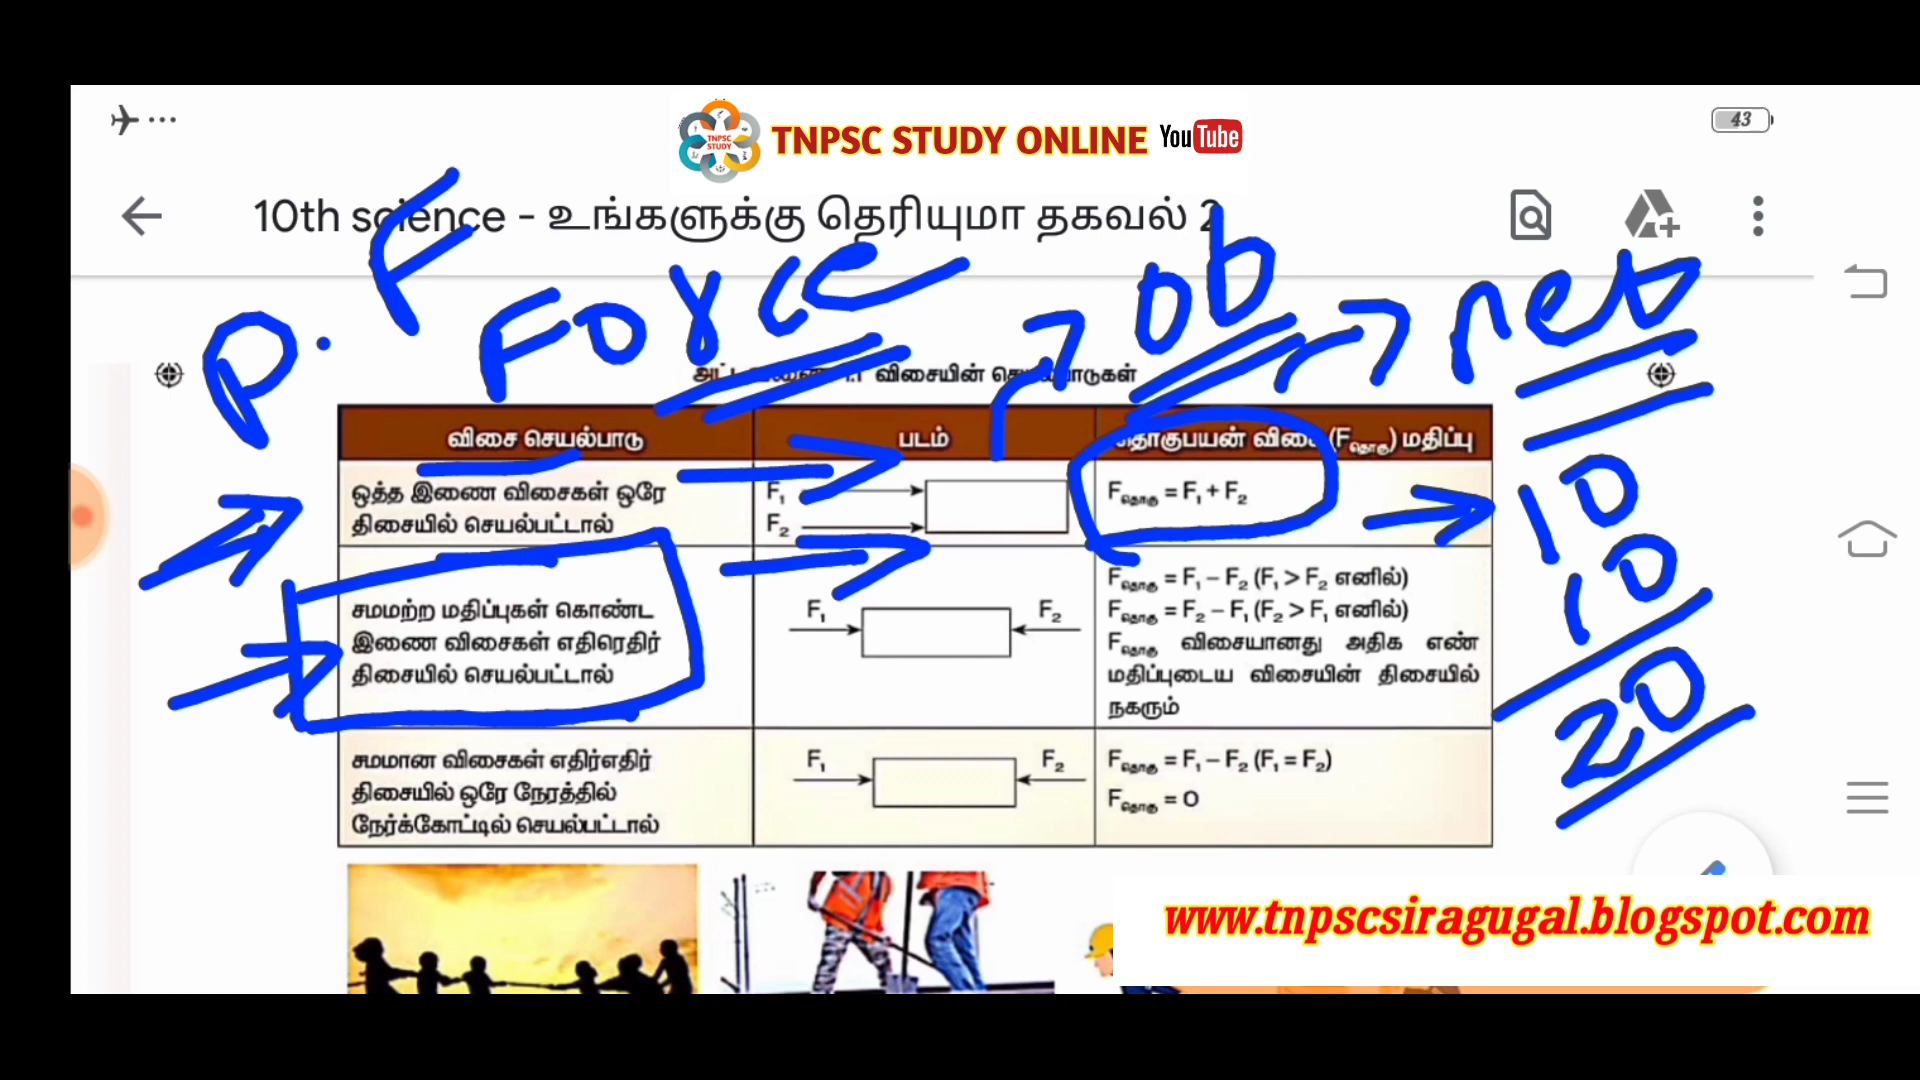 43
TNPSC STUDY
TNPSC STUDY ONLINE YouTube
10th science - உங்களுக்கு தெரியுமா தகவல் 2
P. F
Force ob net
விசையின்
விசை செயல்பாடு படம் தொகுபயன் விசை (Fதொகு) மதிப்பு
ஒத்த இணை விசைகள் ஒரே
திசையில் செயல்பட்டால்
F₁
F₂
Fதொகு = F₁ + F₂
10
10
20
சமமற்ற மதிப்புகள் கொண்ட
இணை விசைகள் எதிரெதிர்
திசையில் செயல்பட்டால்
F₁ F₂
Fதொகு = F₁ – F₂ (F₁ > F₂ எனில்)
Fதொகு = F₂ – F₁ (F₂ > F₁ எனில்)
Fதொகு விசையானது அதிக எண்
மதிப்புடைய விசையின் திசையில்
நகரும்
சமமான விசைகள் எதிர்எதிர்
திசையில் ஒரே நேரத்தில்
நேர்க்கோட்டில் செயல்பட்டால்
F₁ F₂
Fதொகு = F₁ – F₂ (F₁ = F₂)
Fதொகு = 0
www.tnpscsiragugal.blogspot.com